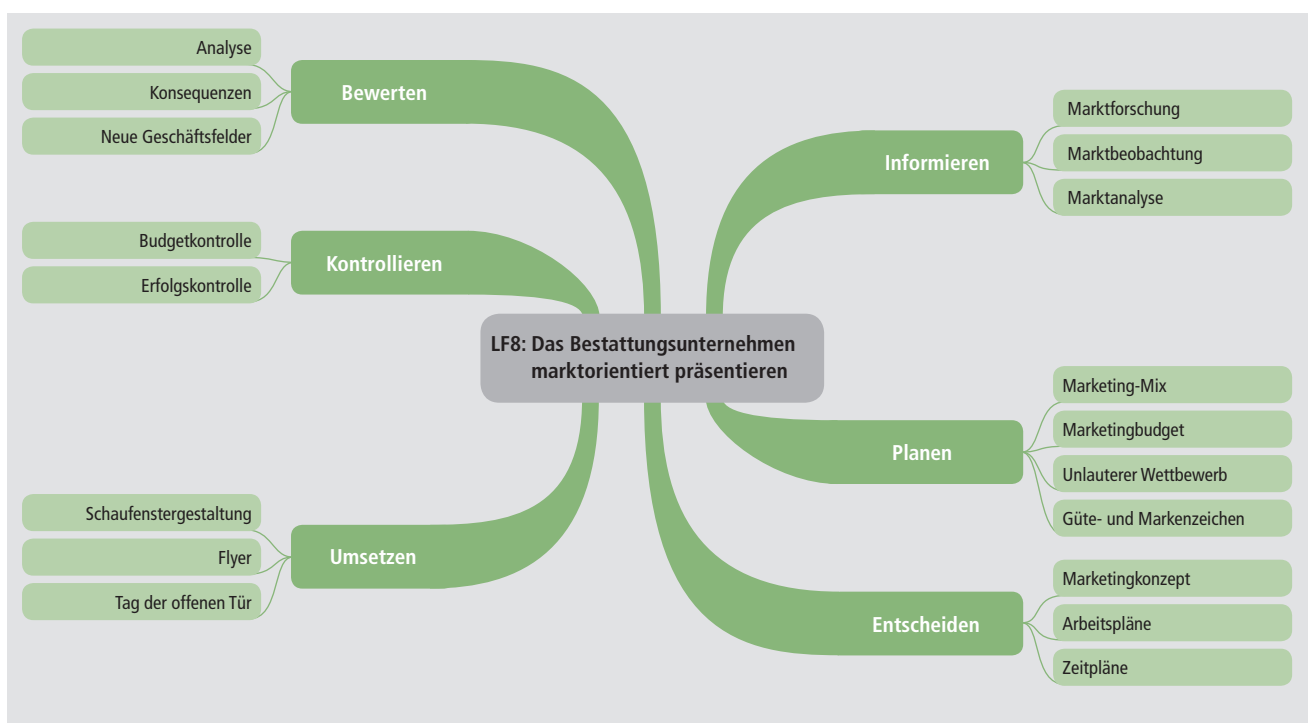 LF8: Das Bestattungsunternehmen
marktorientiert präsentieren
Informieren
Marktforschung
Marktbeobachtung
Marktanalyse
Planen
Marketing-Mix
Marketingbudget
Unlauterer Wettbewerb
Güte- und Markenzeichen
Entscheiden
Marketingkonzept
Arbeitspläne
Zeitpläne
Umsetzen
Schaufenstergestaltung
Flyer
Tag der offenen Tür
Kontrollieren
Budgetkontrolle
Erfolgskontrolle
Bewerten
Analyse
Konsequenzen
Neue Geschäftsfelder